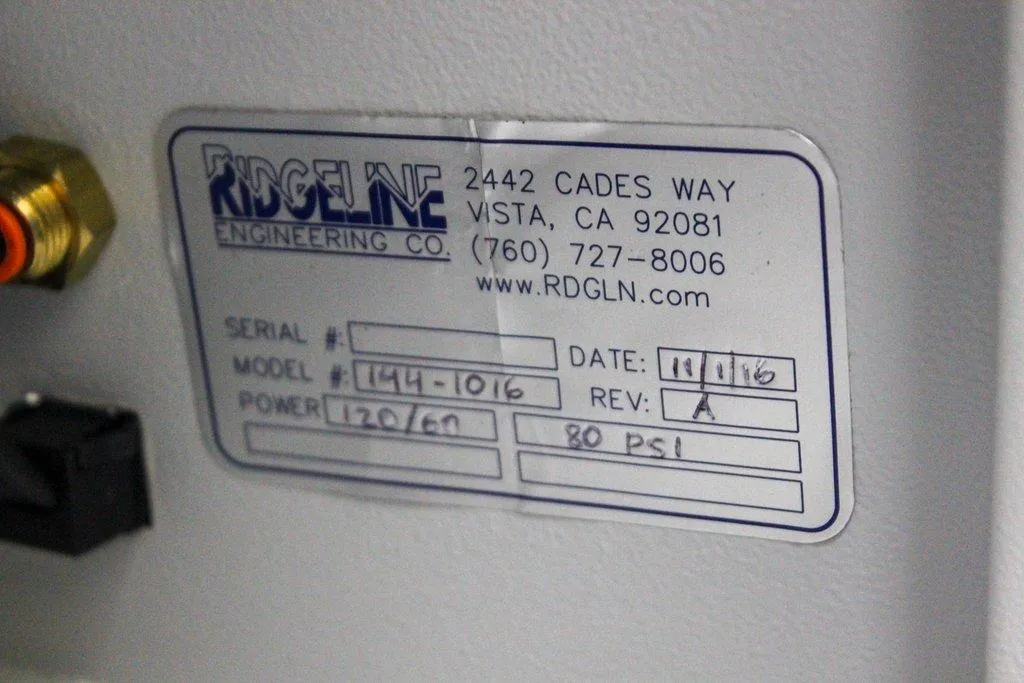 RIDGELINE
ENGINEERING CO.
2442 CADES WAY
VISTA, CA 92081
(760) 727-8006
www.RDGLN.com
SERIAL #:
DATE: 11/1/16
MODEL #: 144-1016
REV: A
POWER 120/60
80 PSI